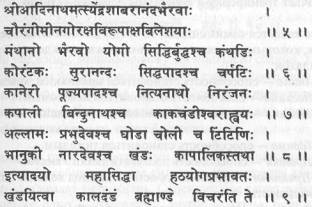 श्रीआदिनाथमत्स्येंद्रशाबरानंदभैरवाः ।
चौरंगीमीनगोरक्षविरूपाक्षबिलेशयाः ॥ ५ ॥
मंथानो भैरवो योगी सिद्धिर्बुद्धश्च कंथडिः ।
कोरंटकः सुरानन्दः सिद्धपादश्च चर्पटिः ॥ ६ ॥
कानेरी पूज्यपादश्च नित्यनाथो निरंजनः ।
कपाली बिन्दुनाथश्च काकचंडीश्वराह्वयः ॥ ७ ॥
अल्लामः प्रभुदेवश्च घोडा चोली च टिंटिणिः ।
भानुकी नारदेवश्च खंडः कापालिकस्तथा ॥ ८ ॥
इत्यादयो महासिद्धा हठयोगप्रभावतः ।
खंडयित्वा कालदंडं ब्रह्माण्डे विचरंति ते ॥ ९ ॥